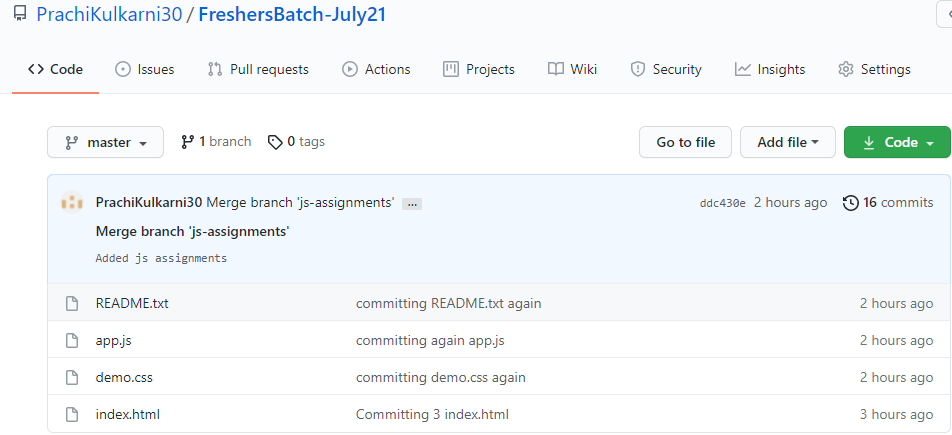 PrachiKulkarni30 / FreshersBatch-July21
Code Issues Pull requests Actions Projects Wiki Security Insights Settings
master 1 branch 0 tags Go to file Add file Code
PrachiKulkarni30 Merge branch 'js-assignments' ... ddc430e 2 hours ago 16 commits
Merge branch 'js-assignments'
Added js assignments
README.txt committing README.txt again 2 hours ago
app.js committing again app.js 2 hours ago
demo.css committing demo.css again 2 hours ago
index.html Committing 3 index.html 3 hours ago